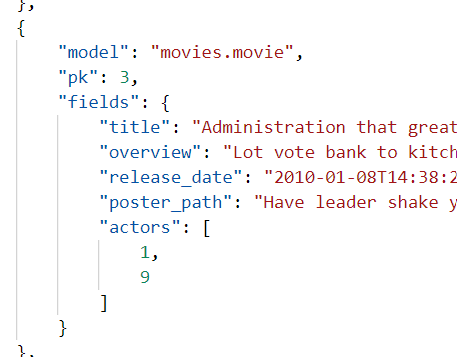 },
{
"model": "movies.movie",
"pk": 3,
"fields": {
"title": "Administration that great
"overview": "Lot vote bank to kitch
"release_date": "2010-01-08T14:38:2
"poster_path": "Have leader shake y
"actors": [
1,
9
]
}
},